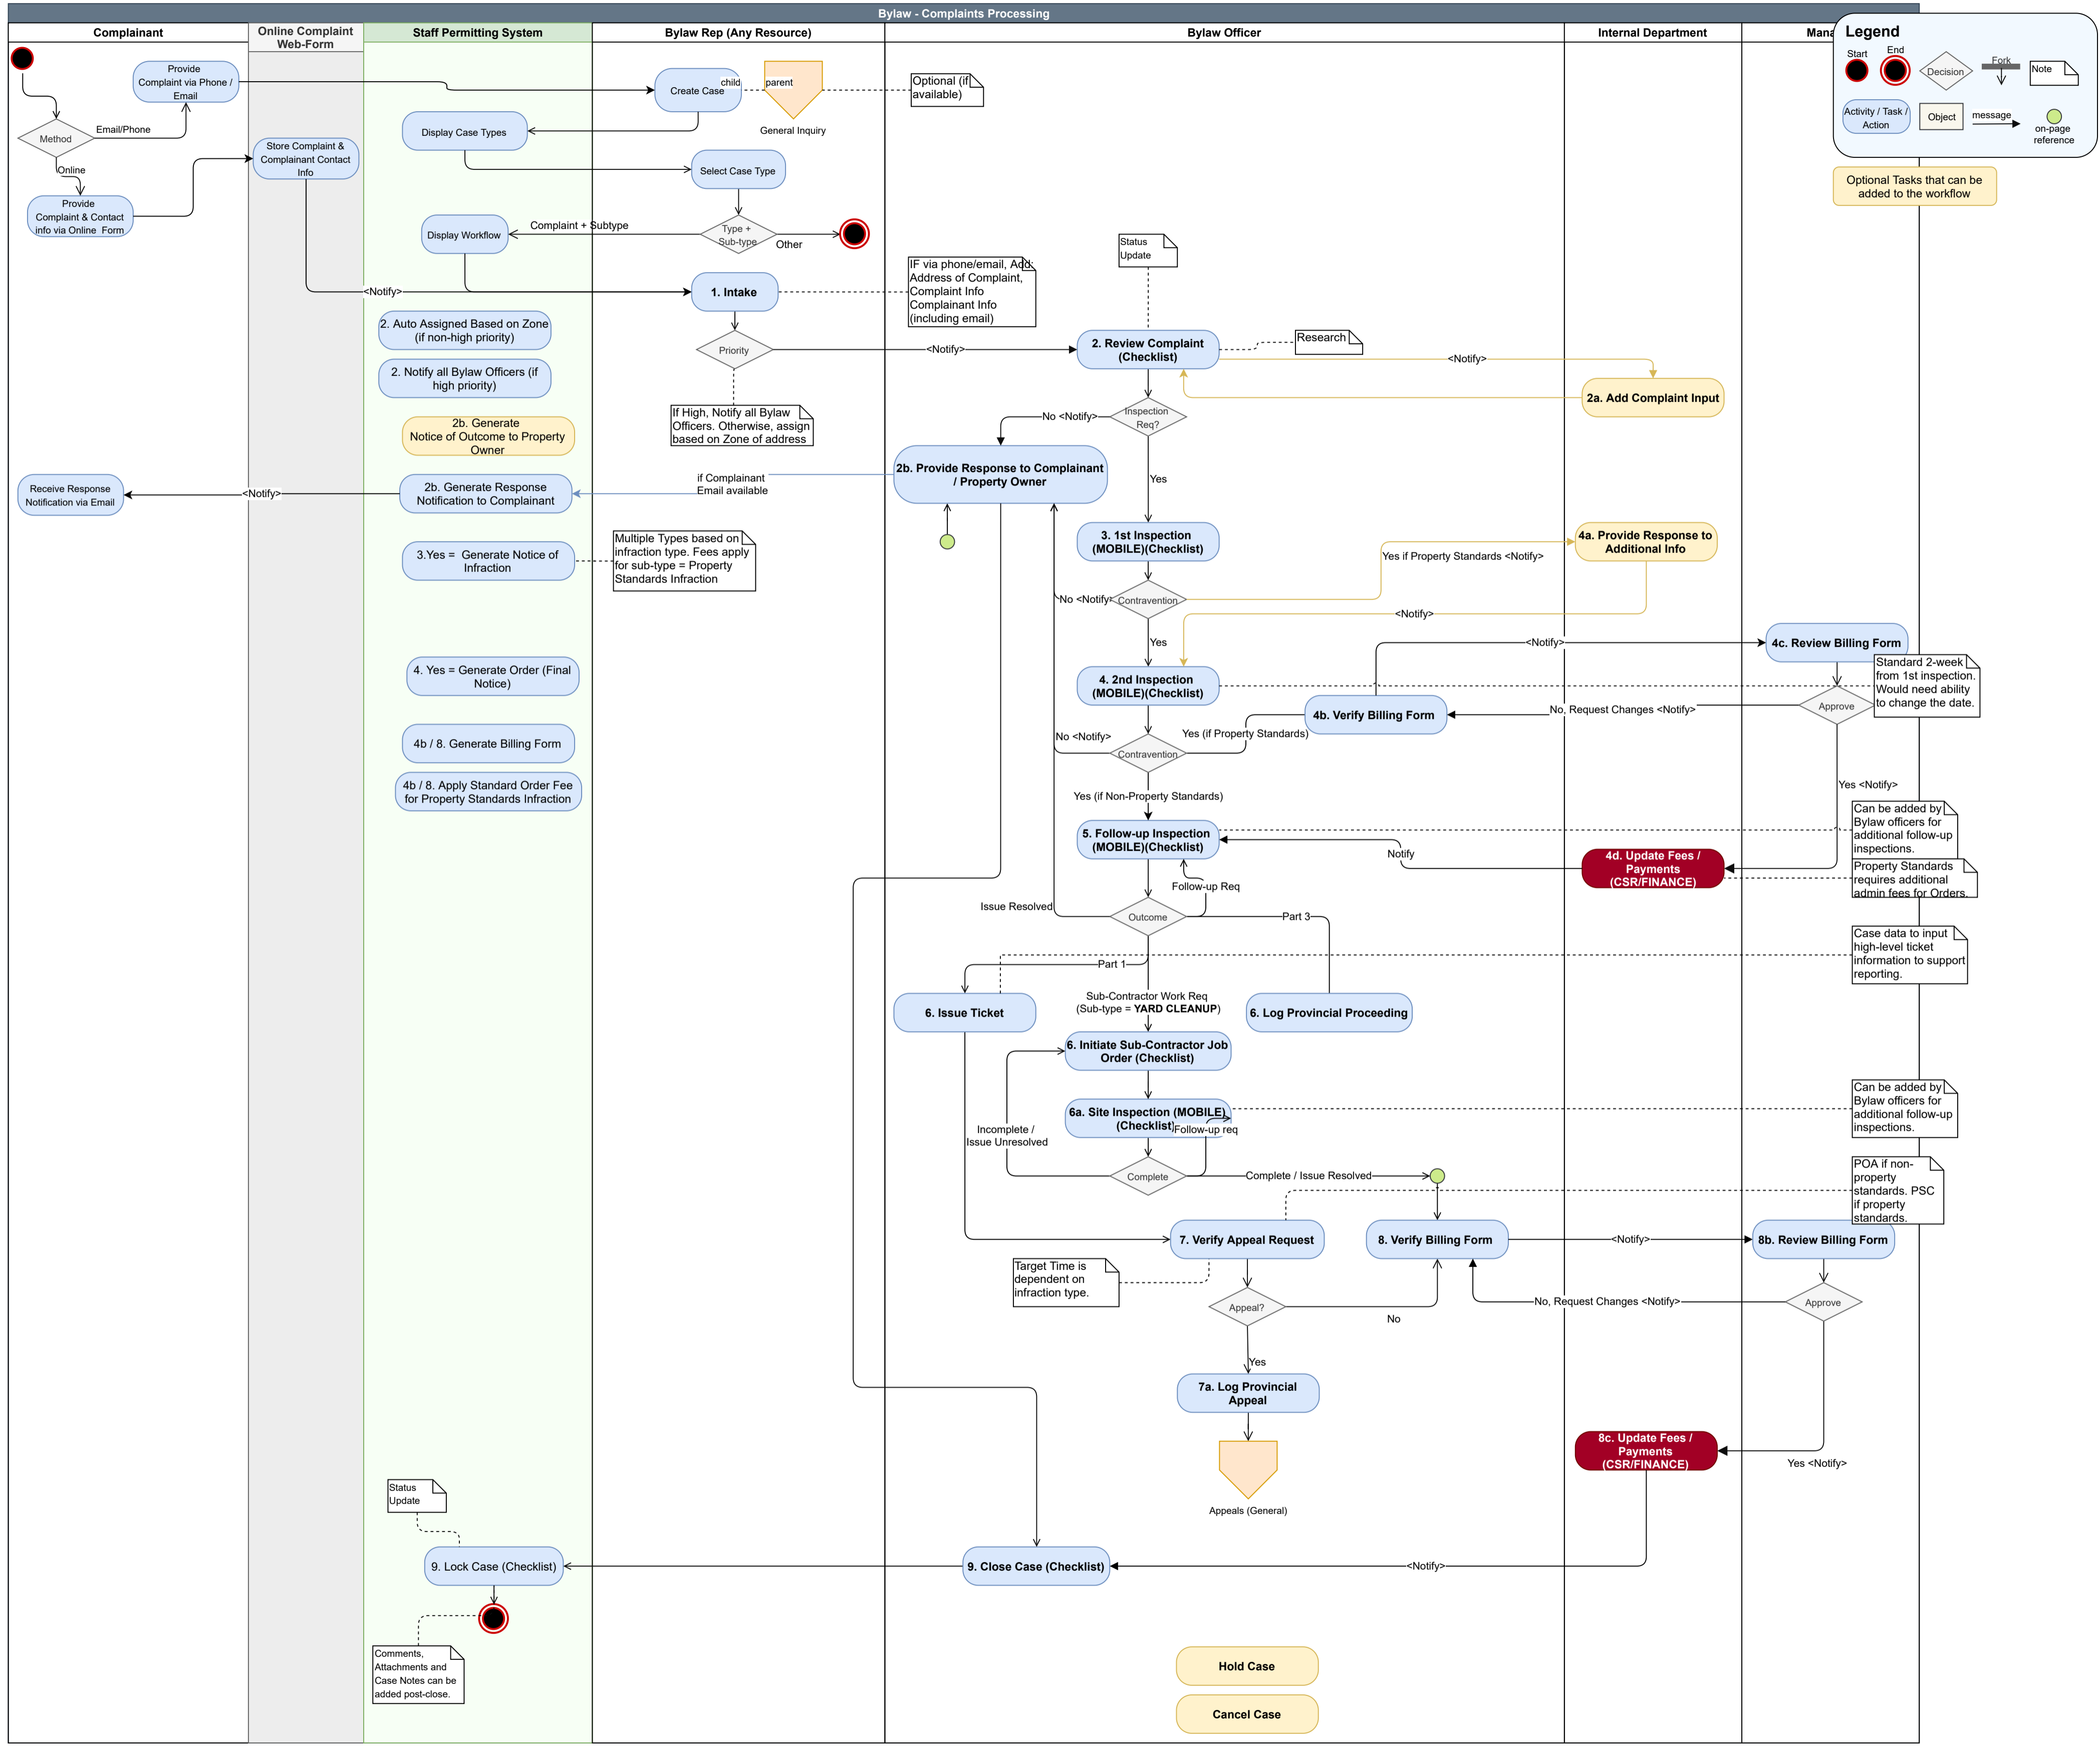 Bylaw - Complaints Processing
Complainant
Online Complaint
Web-Form
Staff Permitting System
Bylaw Rep (Any Resource)
Bylaw Officer
Internal Department
Legend
Start
End
Decision
Fork
Note
Activity / Task /
Action
Object
message
on-page
reference
Optional Tasks that can be
added to the workflow
Provide
Complaint via Phone /
Email
Method
Email/Phone
Online
Provide
Complaint & Contact
info via Online Form
Store Complaint &
Complainant Contact
Info
Create Case
child
parent
General Inquiry
Optional (if
available)
Display Case Types
Select Case Type
Display Workflow
Complaint + Subtype
Type +
Sub-type
Other
<Notify>
1. Intake
IF via phone/email, Add:
Address of Complaint,
Complaint Info
Complainant Info
(including email)
Status
Update
2. Auto Assigned Based on Zone
(if non-high priority)
Priority
<Notify>
2. Review Complaint
(Checklist)
Research
<Notify>
2. Notify all Bylaw Officers (if
high priority)
2a. Add Complaint Input
If High, Notify all Bylaw
Officers. Otherwise, assign
based on Zone of address
No <Notify>
Inspection
Req?
2b. Generate
Notice of Outcome to Property
Owner
2b. Provide Response to Complainant
/ Property Owner
Yes
if Complainant
Email available
Receive Response
Notification via Email
<Notify>
2b. Generate Response
Notification to Complainant
3. 1st Inspection
(MOBILE)(Checklist)
4a. Provide Response to
Additional Info
Yes if Property Standards <Notify>
3.Yes = Generate Notice of
Infraction
Multiple Types based on
infraction type. Fees apply
for sub-type = Property
Standards Infraction
No <Notify>
Contravention
<Notify>
Yes
<Notify>
4c. Review Billing Form
4. Yes = Generate Order (Final
Notice)
4. 2nd Inspection
(MOBILE)(Checklist)
Standard 2-week
from 1st inspection.
Would need ability
to change the date.
4b. Verify Billing Form
No, Request Changes <Notify>
Approve
4b / 8. Generate Billing Form
No <Notify>
Yes (if Property Standards)
Contravention
4b / 8. Apply Standard Order Fee
for Property Standards Infraction
Yes (if Non-Property Standards)
Yes <Notify>
Can be added by
Bylaw officers for
additional follow-up
inspections.
5. Follow-up Inspection
(MOBILE)(Checklist)
Notify
4d. Update Fees /
Payments
(CSR/FINANCE)
Property Standards
requires additional
admin fees for Orders.
Follow-up Req
Issue Resolved
Outcome
Part 3
Case data to input
high-level ticket
information to support
reporting.
Part 1
Sub-Contractor Work Req
(Sub-type = YARD CLEANUP)
6. Issue Ticket
6. Log Provincial Proceeding
6. Initiate Sub-Contractor Job
Order (Checklist)
6a. Site Inspection (MOBILE)
(Checklist)
Follow-up req
Can be added by
Bylaw officers for
additional follow-up
inspections.
Incomplete /
Issue Unresolved
Complete
Complete / Issue Resolved
POA if non-
property
standards. PSC
if property
standards.
7. Verify Appeal Request
8. Verify Billing Form
<Notify>
8b. Review Billing Form
Target Time is
dependent on
infraction type.
Appeal?
No
No, Request Changes <Notify>
Approve
Yes
7a. Log Provincial
Appeal
8c. Update Fees /
Payments
(CSR/FINANCE)
Yes <Notify>
Appeals (General)
Status
Update
9. Lock Case (Checklist)
9. Close Case (Checklist)
<Notify>
Comments,
Attachments and
Case Notes can be
added post-close.
Hold Case
Cancel Case